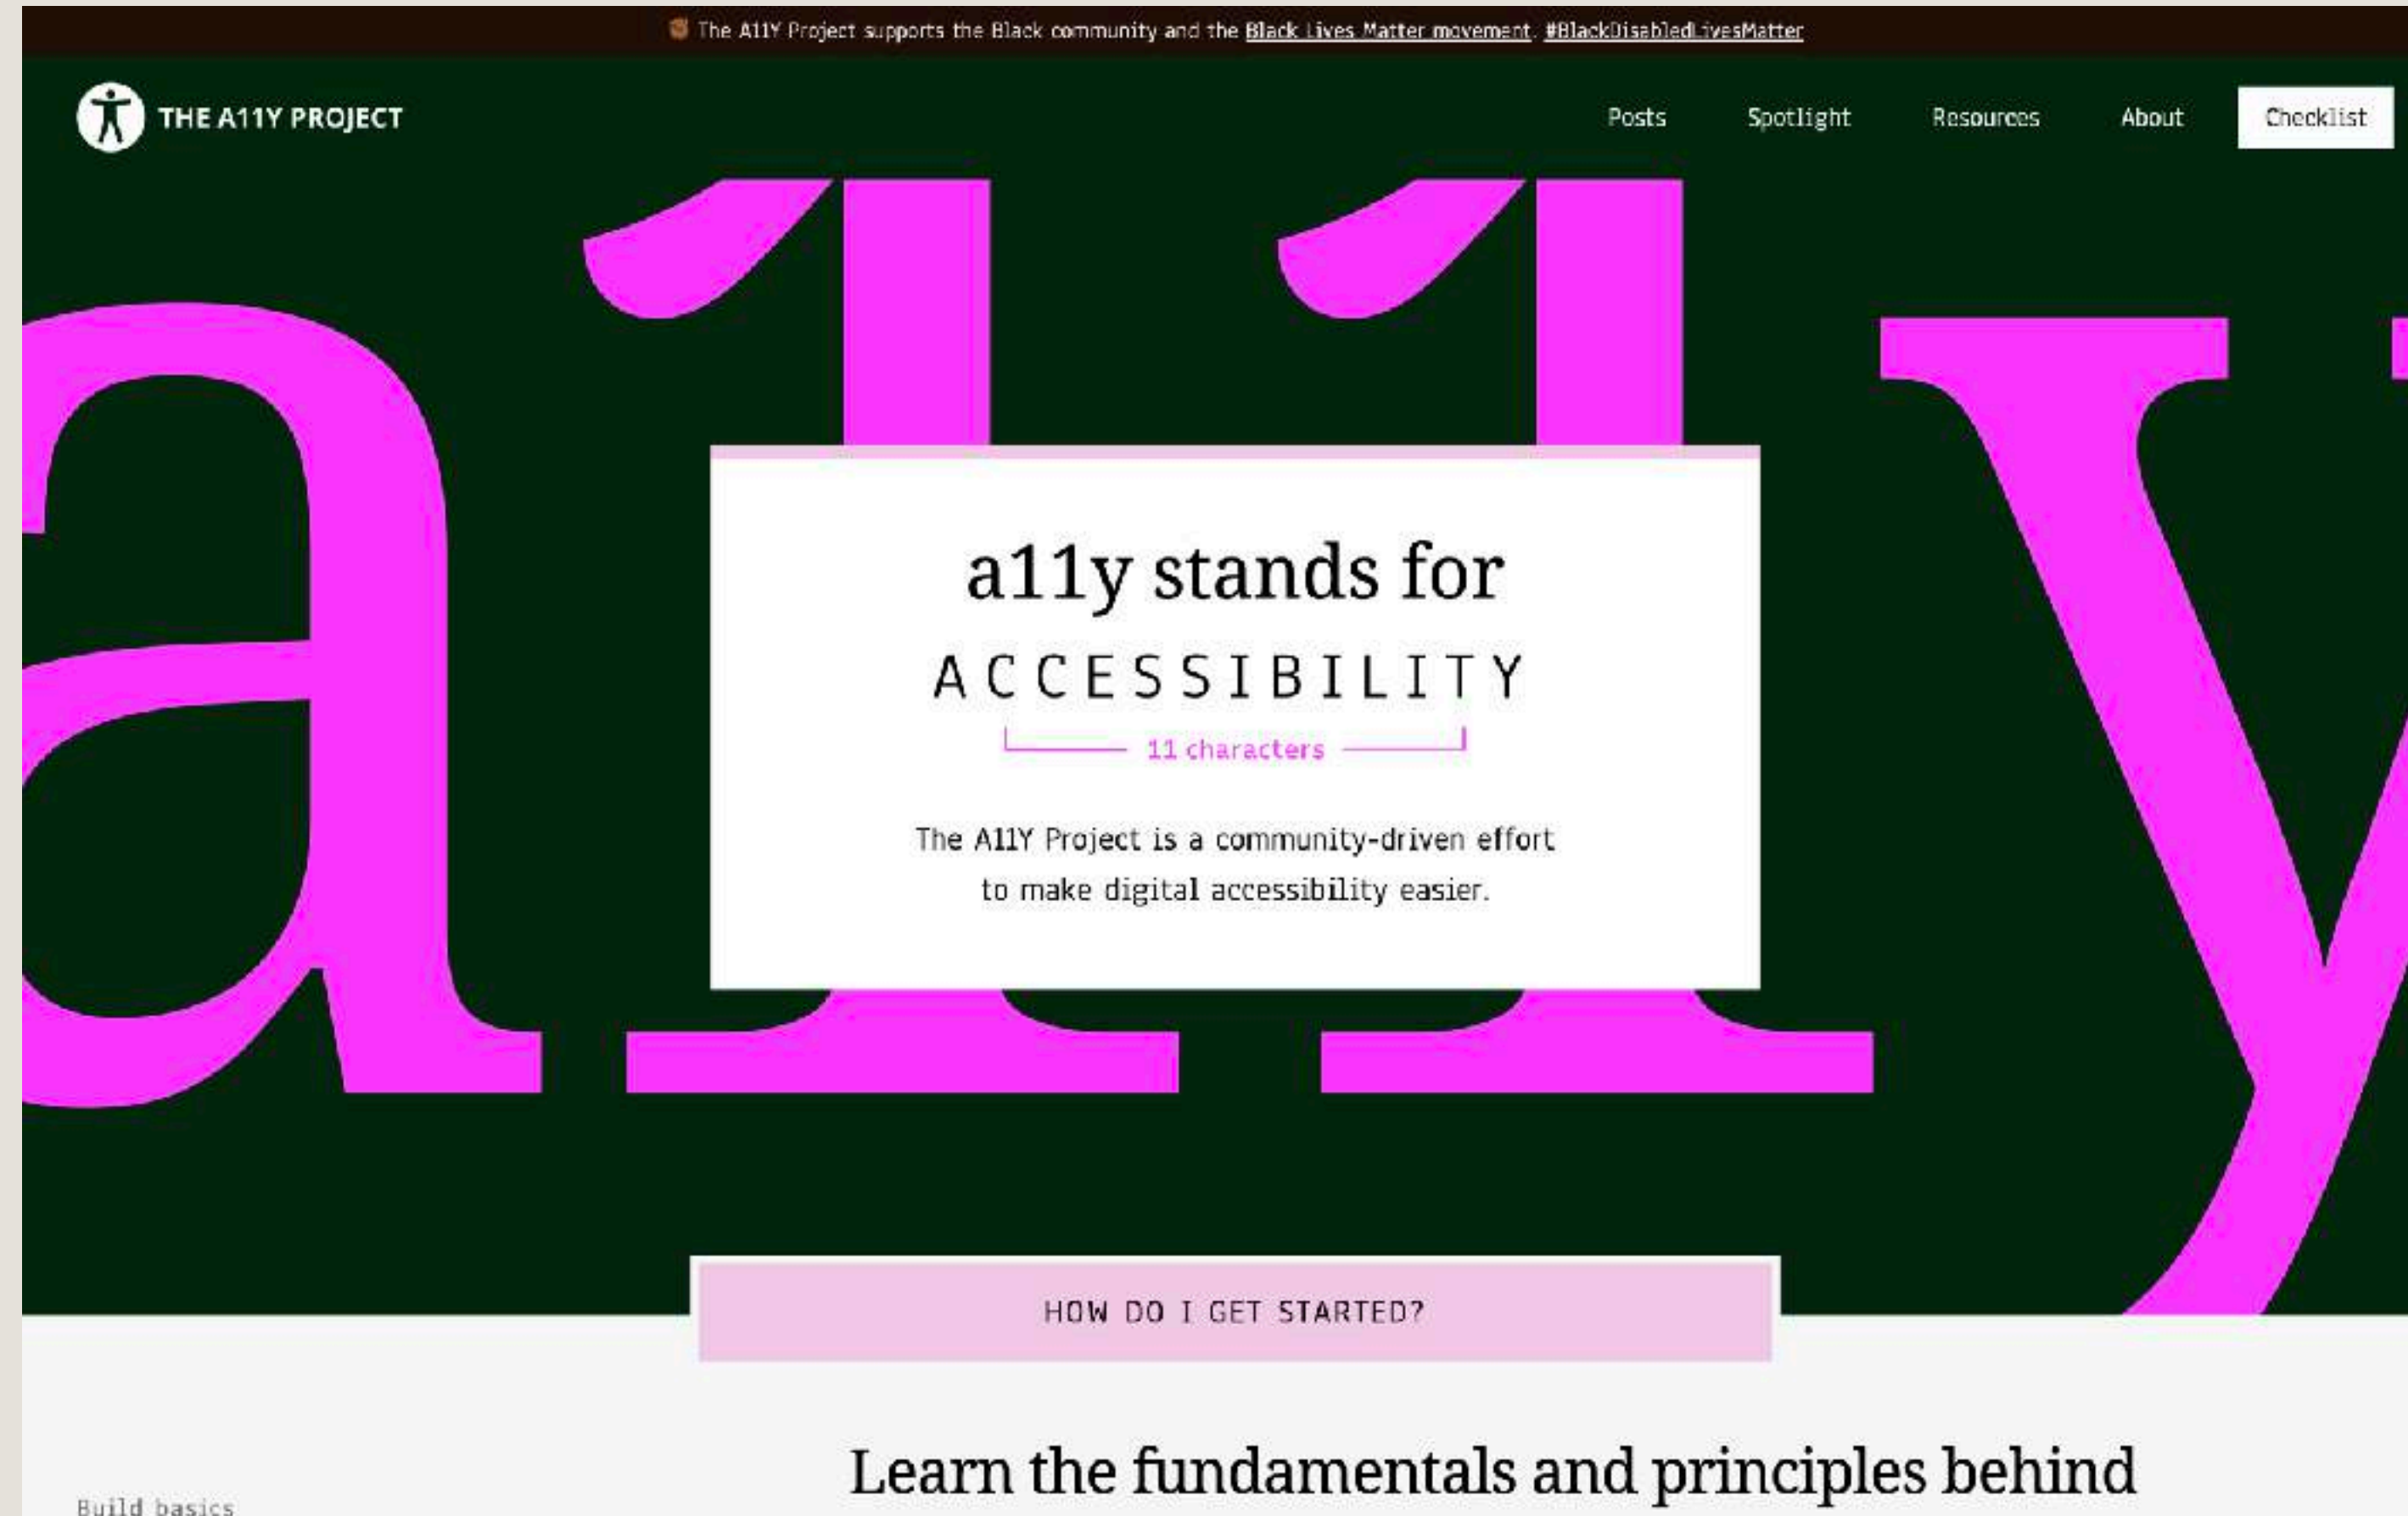 ✊🏾 The A11Y Project supports the Black community and the Black Lives Matter movement. #BlackDisabledLivesMatter
THE A11Y PROJECT
Posts Spotlight Resources About Checklist
a11y
a11y stands for
ACCESSIBILITY
11 characters
The A11Y Project is a community-driven effort
to make digital accessibility easier.
HOW DO I GET STARTED?
Learn the fundamentals and principles behind
Build basics